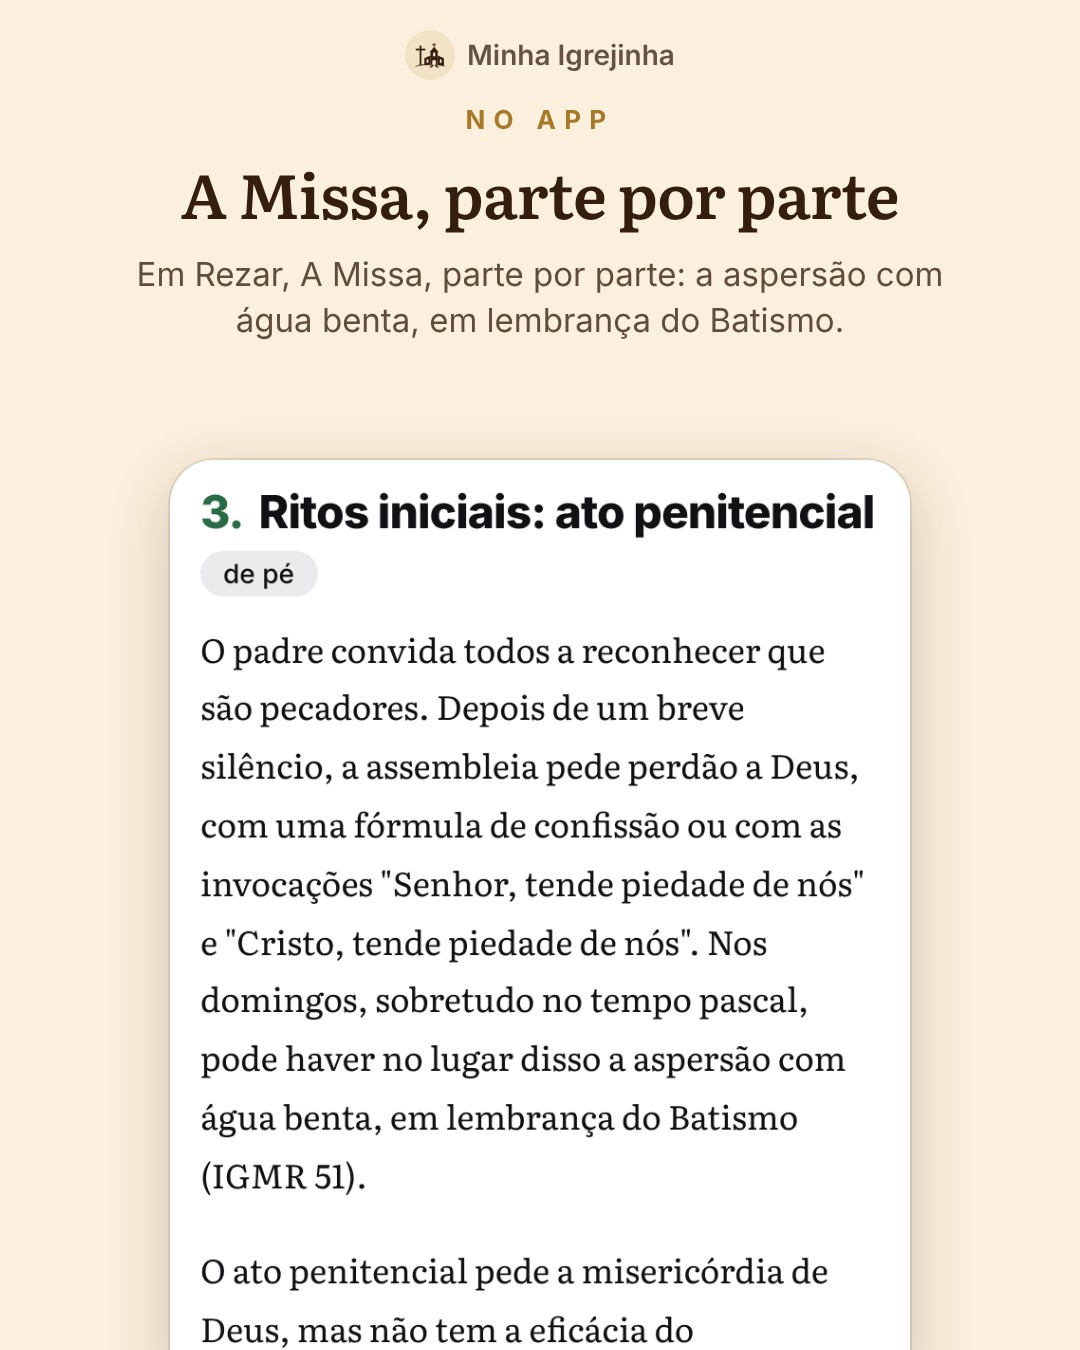 Minha Igrejinha
NO APP
A Missa, parte por parte
Em Rezar, A Missa, parte por parte: a aspersão com
água benta, em lembrança do Batismo.
3. Ritos iniciais: ato penitencial
de pé
O padre convida todos a reconhecer que
são pecadores. Depois de um breve
silêncio, a assembleia pede perdão a Deus,
com uma fórmula de confissão ou com as
invocações "Senhor, tende piedade de nós"
e "Cristo, tende piedade de nós". Nos
domingos, sobretudo no tempo pascal,
pode haver no lugar disso a aspersão com
água benta, em lembrança do Batismo
(IGMR 51).
O ato penitencial pede a misericórdia de
Deus, mas não tem a eficácia do